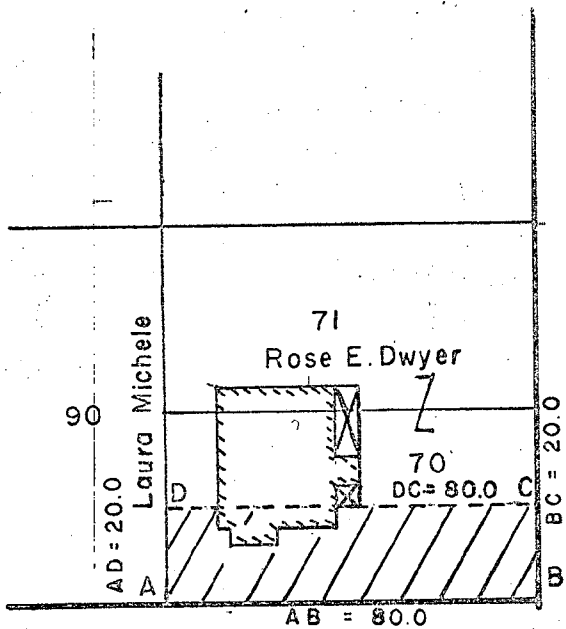 71
Rose E. Dwyer
Laura Michele
90
70
D
DC= 80.0
C
AD = 20.0
BC = 20.0
A
B
AB = 80.0